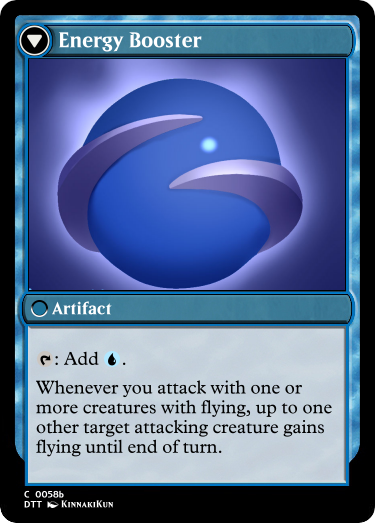 Energy Booster
Artifact
: Add .
Whenever you attack with one or
more creatures with flying, up to one
other target attacking creature gains
flying until end of turn.
C 0058b
DTT KinnakiKun